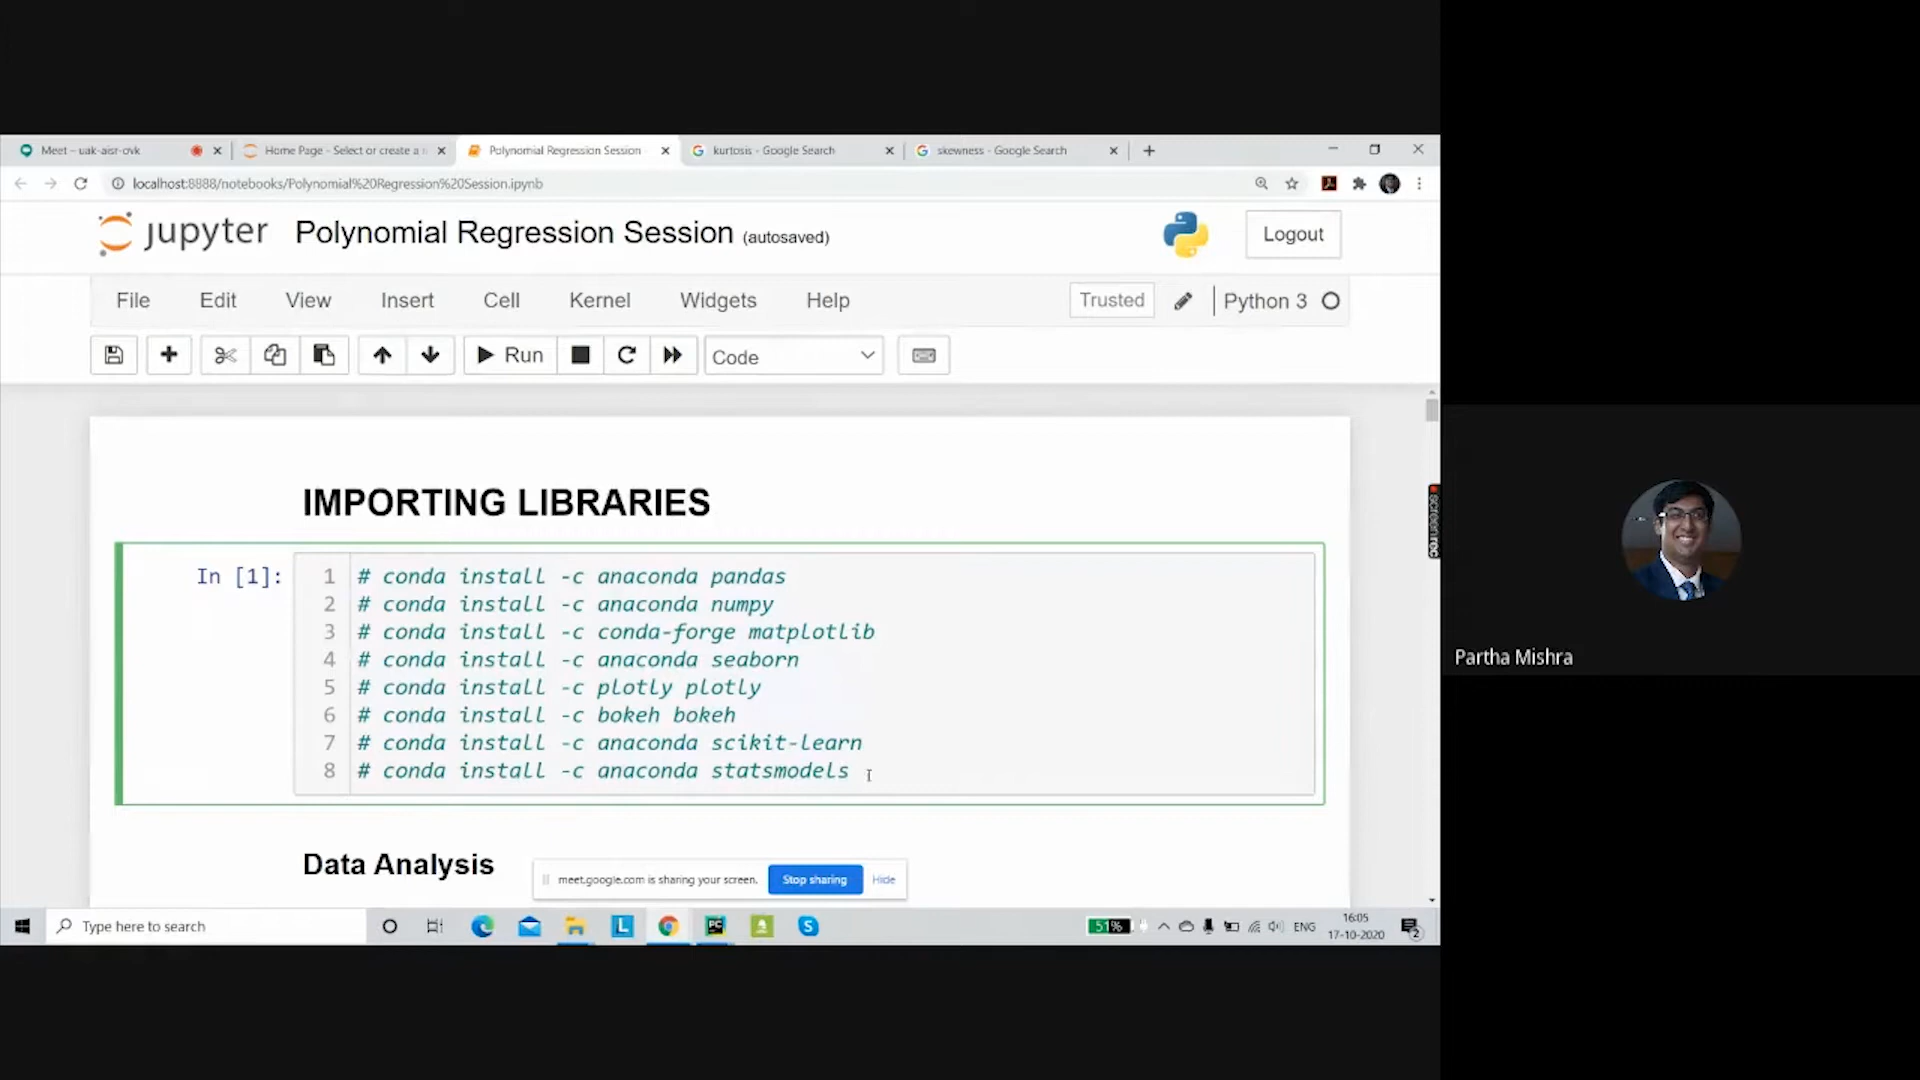 Meet – uak-aisr-ovk
Home Page - Select or create a
Polynomial Regression Session
kurtosis - Google Search
skewness - Google Search
localhost:8888/notebooks/Polynomial%20Regression%20Session.ipynb
jupyter Polynomial Regression Session (autosaved)
Logout
File Edit View Insert Cell Kernel Widgets Help
Trusted
Python 3
Run
Code
IMPORTING LIBRARIES
In [1]:
1 # conda install -c anaconda pandas
2 # conda install -c anaconda numpy
3 # conda install -c conda-forge matplotlib
4 # conda install -c anaconda seaborn
5 # conda install -c plotly plotly
6 # conda install -c bokeh bokeh
7 # conda install -c anaconda scikit-learn
8 # conda install -c anaconda statsmodels
screenrec
Partha Mishra
Data Analysis
meet.google.com is sharing your screen.
Stop sharing
Hide
Type here to search
51%
ENG
16:05
17-10-2020
2